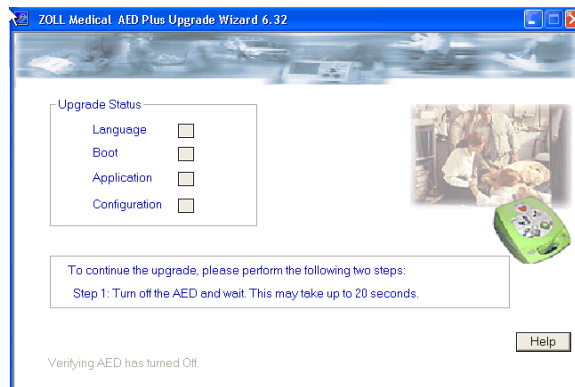 ZOLL Medical AED Plus Upgrade Wizard 6.32
Upgrade Status
Language
Boot
Application
Configuration
To continue the upgrade, please perform the following two steps:
Step 1: Turn off the AED and wait. This may take up to 20 seconds.
Help
Verifying AED has turned Off.